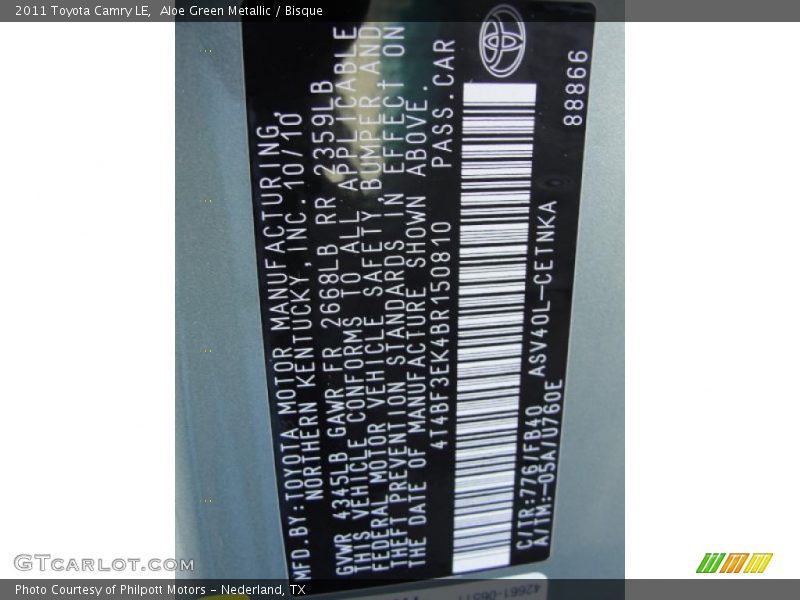 2011 Toyota Camry LE,  Aloe Green Metallic / Bisque
MFD. BY: TOYOTA MOTOR MANUFACTURING,
NORTHERN KENTUCKY, INC. 10/10
GVWR 4345LB GAWR FR 2668LB RR 2359LB
THIS VEHICLE CONFORMS TO ALL APPLICABLE
FEDERAL MOTOR VEHICLE SAFETY, BUMPER AND
THEFT PREVENTION STANDARDS IN EFFECT ON
THE DATE OF MANUFACTURE SHOWN ABOVE.
4T4BF3EK4BR150810 PASS. CAR
C/TR: 776/FB40 ASV40L-CETNKA
A/TM: -05A/U760E
88866
GTcarlot.com
Photo Courtesy of Philpott Motors - Nederland, TX